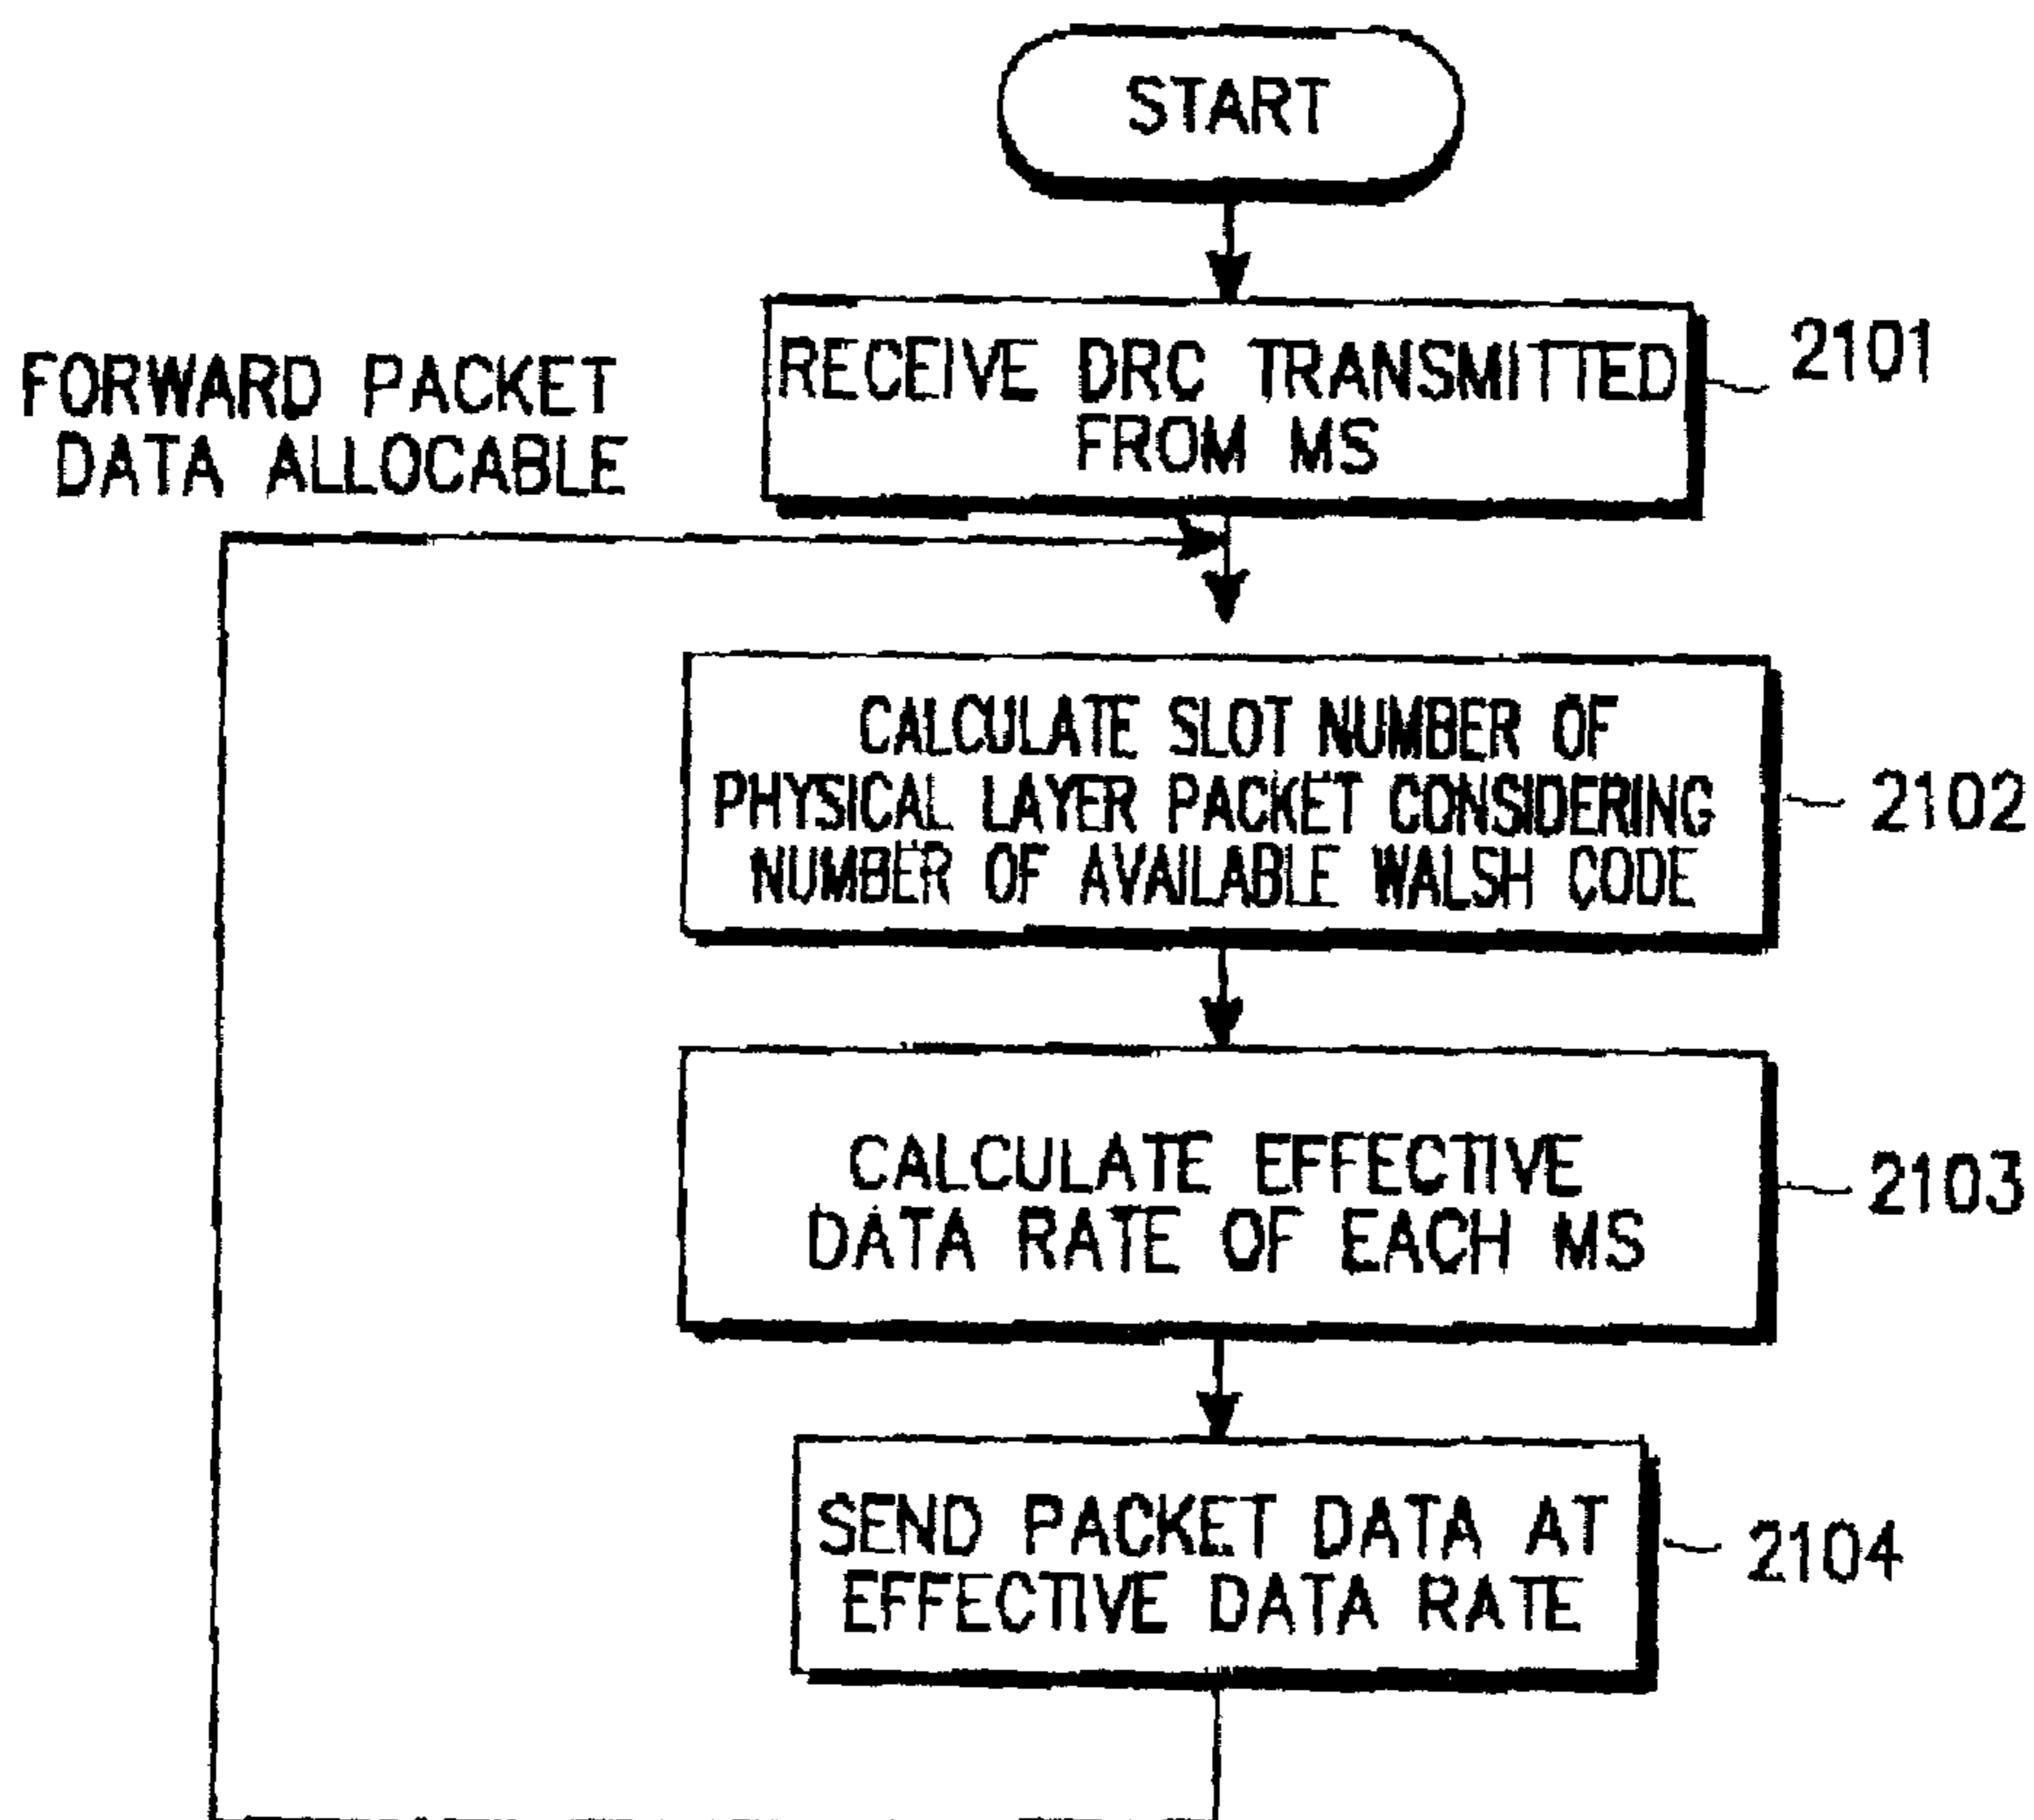 START
RECEIVE DRC TRANSMITTED
FROM MS
2101
FORWARD PACKET
DATA ALLOCABLE
CALCULATE SLOT NUMBER OF
PHYSICAL LAYER PACKET CONSIDERING
NUMBER OF AVAILABLE WALSH CODE
2102
CALCULATE EFFECTIVE
DATA RATE OF EACH MS
2103
SEND PACKET DATA AT
EFFECTIVE DATA RATE
2104